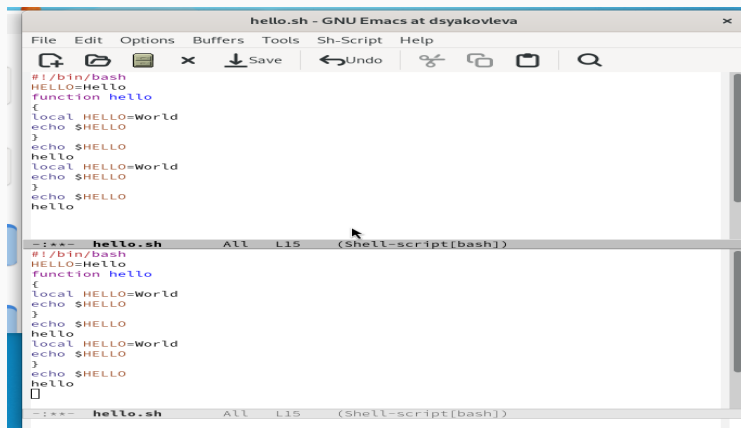 hello.sh - GNU Emacs at dsyakovleva ×
File Edit Options Buffers Tools Sh-Script Help
Save Undo
#!/bin/bash
HELLO=Hello
function hello
{
local HELLO=World
echo $HELLO
}
echo $HELLO
hello
local HELLO=World
echo $HELLO
}
echo $HELLO
hello
-:**- hello.sh All L15 (Shell-script[bash])
#!/bin/bash
HELLO=Hello
function hello
{
local HELLO=World
echo $HELLO
}
echo $HELLO
hello
local HELLO=World
echo $HELLO
}
echo $HELLO
hello
-:**- hello.sh All L15 (Shell-script[bash])